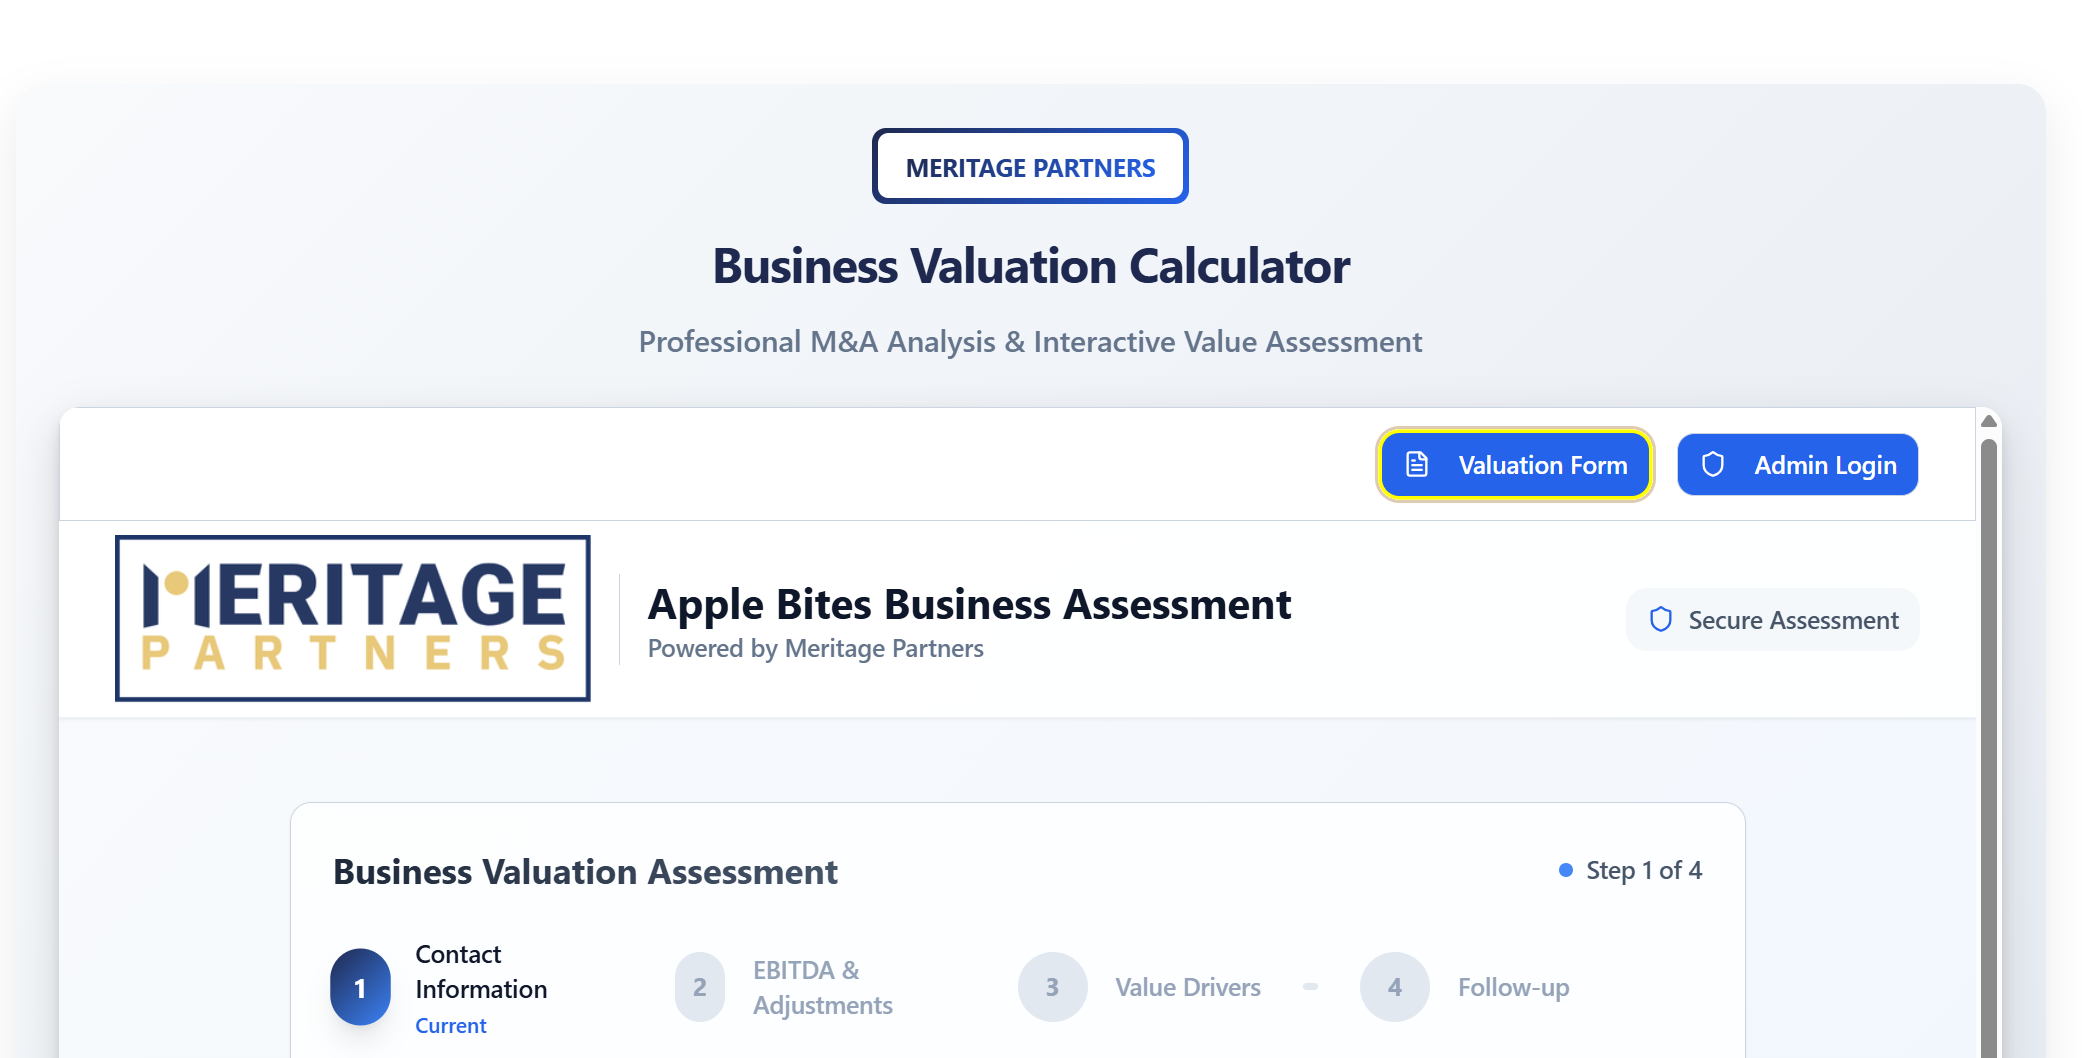 MERITAGE PARTNERS
Business Valuation Calculator
Professional M&A Analysis & Interactive Value Assessment
Valuation Form
Admin Login
MERITAGE
PARTNERS
Apple Bites Business Assessment
Powered by Meritage Partners
Secure Assessment
Business Valuation Assessment
Step 1 of 4
1
Contact
Information
Current
2
EBITDA &
Adjustments
3
Value Drivers
4
Follow-up